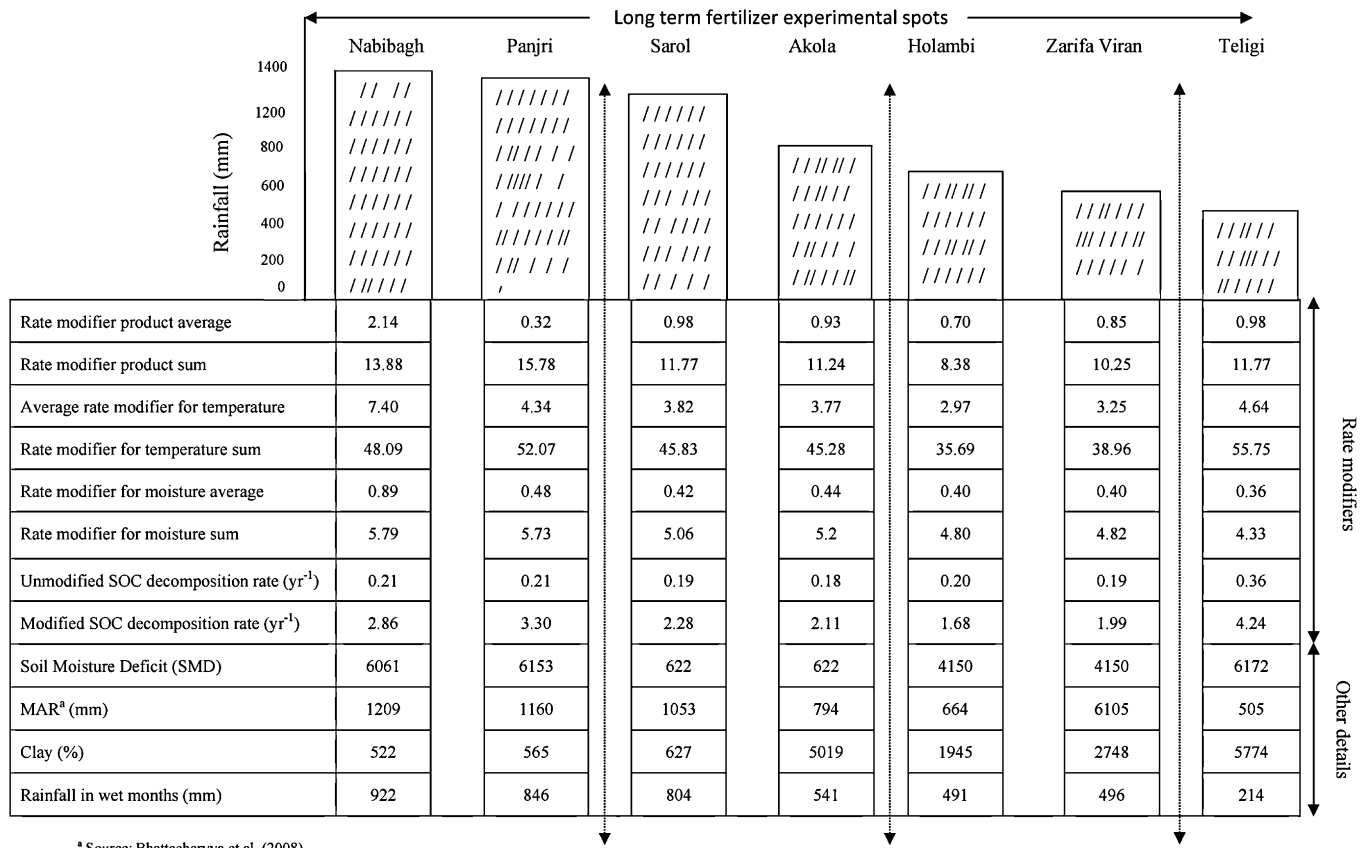 Long term fertilizer experimental spots
Nabibagh Panjri Sarol Akola Holambi Zarifa Viran Teligi
Rainfall (mm)
1400
1200
800
600
400
200
0
Rate modifier product average 2.14 0.32 0.98 0.93 0.70 0.85 0.98
Rate modifier product sum 13.88 15.78 11.77 11.24 8.38 10.25 11.77
Average rate modifier for temperature 7.40 4.34 3.82 3.77 2.97 3.25 4.64
Rate modifier for temperature sum 48.09 52.07 45.83 45.28 35.69 38.96 55.75
Rate modifier for moisture average 0.89 0.48 0.42 0.44 0.40 0.40 0.36
Rate modifier for moisture sum 5.79 5.73 5.06 5.2 4.80 4.82 4.33
Unmodified SOC decomposition rate (yr-1) 0.21 0.21 0.19 0.18 0.20 0.19 0.36
Modified SOC decomposition rate (yr-1) 2.86 3.30 2.28 2.11 1.68 1.99 4.24
Soil Moisture Deficit (SMD) 6061 6153 622 622 4150 4150 6172
MARa (mm) 1209 1160 1053 794 664 6105 505
Clay (%) 522 565 627 5019 1945 2748 5774
Rainfall in wet months (mm) 922 846 804 541 491 496 214
Rate modifiers
Other details
a Source: Bhattacharyya et al. (2008)